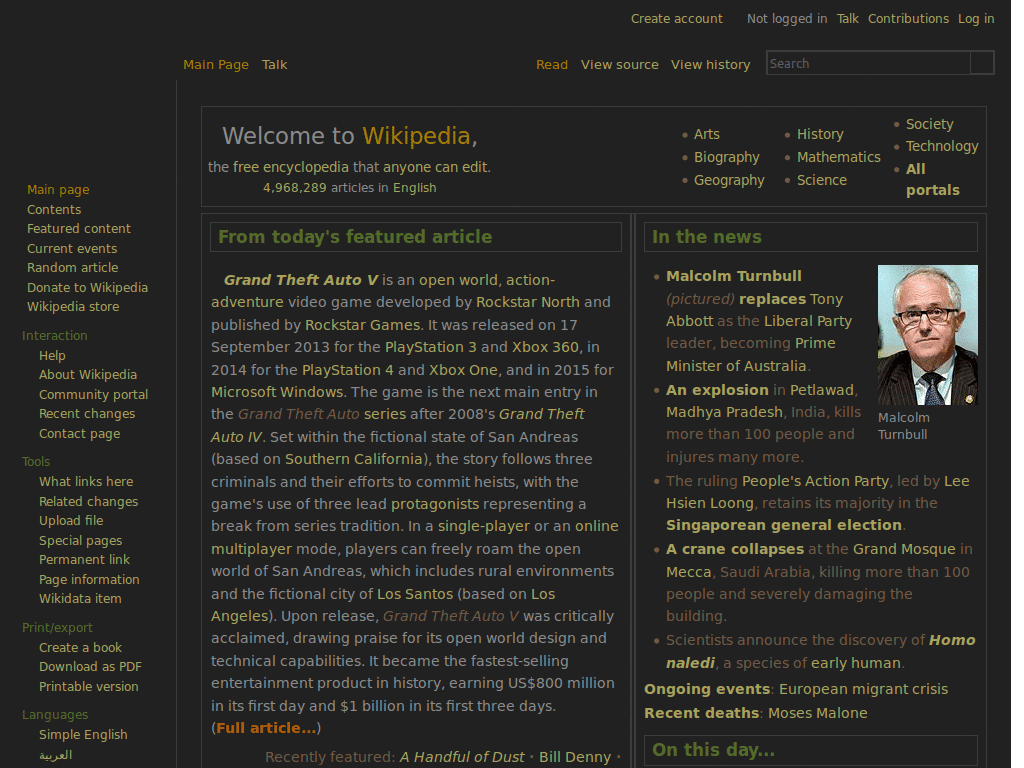 Create account Not logged in Talk Contributions Log in
Main Page Talk Read View source View history Search
Welcome to Wikipedia,
the free encyclopedia that anyone can edit.
4,968,289 articles in English
Arts
Biography
Geography
History
Mathematics
Science
Society
Technology
All
portals
Main page
Contents
Featured content
Current events
Random article
Donate to Wikipedia
Wikipedia store
Interaction
Help
About Wikipedia
Community portal
Recent changes
Contact page
Tools
What links here
Related changes
Upload file
Special pages
Permanent link
Page information
Wikidata item
Print/export
Create a book
Download as PDF
Printable version
Languages
Simple English
العربية
From today's featured article
Grand Theft Auto V is an open world, action-
adventure video game developed by Rockstar North and
published by Rockstar Games. It was released on 17
September 2013 for the PlayStation 3 and Xbox 360, in
2014 for the PlayStation 4 and Xbox One, and in 2015 for
Microsoft Windows. The game is the next main entry in
the Grand Theft Auto series after 2008's Grand Theft
Auto IV. Set within the fictional state of San Andreas
(based on Southern California), the story follows three
criminals and their efforts to commit heists, with the
game's use of three lead protagonists representing a
break from series tradition. In a single-player or an online
multiplayer mode, players can freely roam the open
world of San Andreas, which includes rural environments
and the fictional city of Los Santos (based on Los
Angeles). Upon release, Grand Theft Auto V was critically
acclaimed, drawing praise for its open world design and
technical capabilities. It became the fastest-selling
entertainment product in history, earning US$800 million
in its first day and $1 billion in its first three days.
(Full article...)
Recently featured: A Handful of Dust · Bill Denny ·
In the news
Malcolm Turnbull
(pictured) replaces Tony
Abbott as the Liberal Party
leader, becoming Prime
Minister of Australia.
An explosion in Petlawad,
Madhya Pradesh, India, kills
more than 100 people and
injures many more.
Malcolm
Turnbull
The ruling People's Action Party, led by Lee
Hsien Loong, retains its majority in the
Singaporean general election.
A crane collapses at the Grand Mosque in
Mecca, Saudi Arabia, killing more than 100
people and severely damaging the
building.
Scientists announce the discovery of Homo
naledi, a species of early human.
Ongoing events: European migrant crisis
Recent deaths: Moses Malone
On this day...